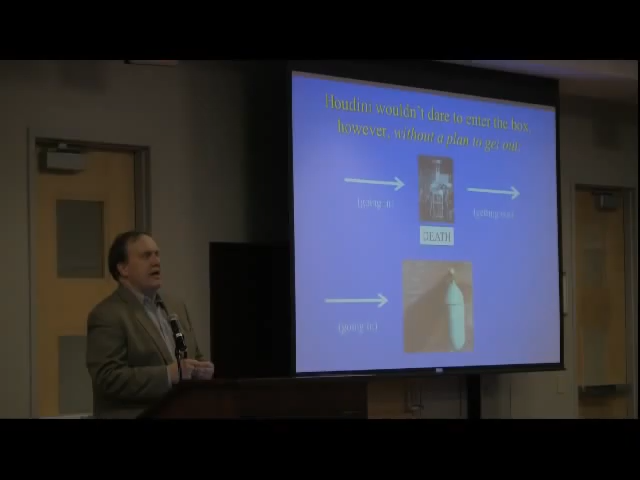 Houdini wouldn't dare to enter the box,
however, without a plan to get out.
(going in)
(getting out)
DEATH
(going in)